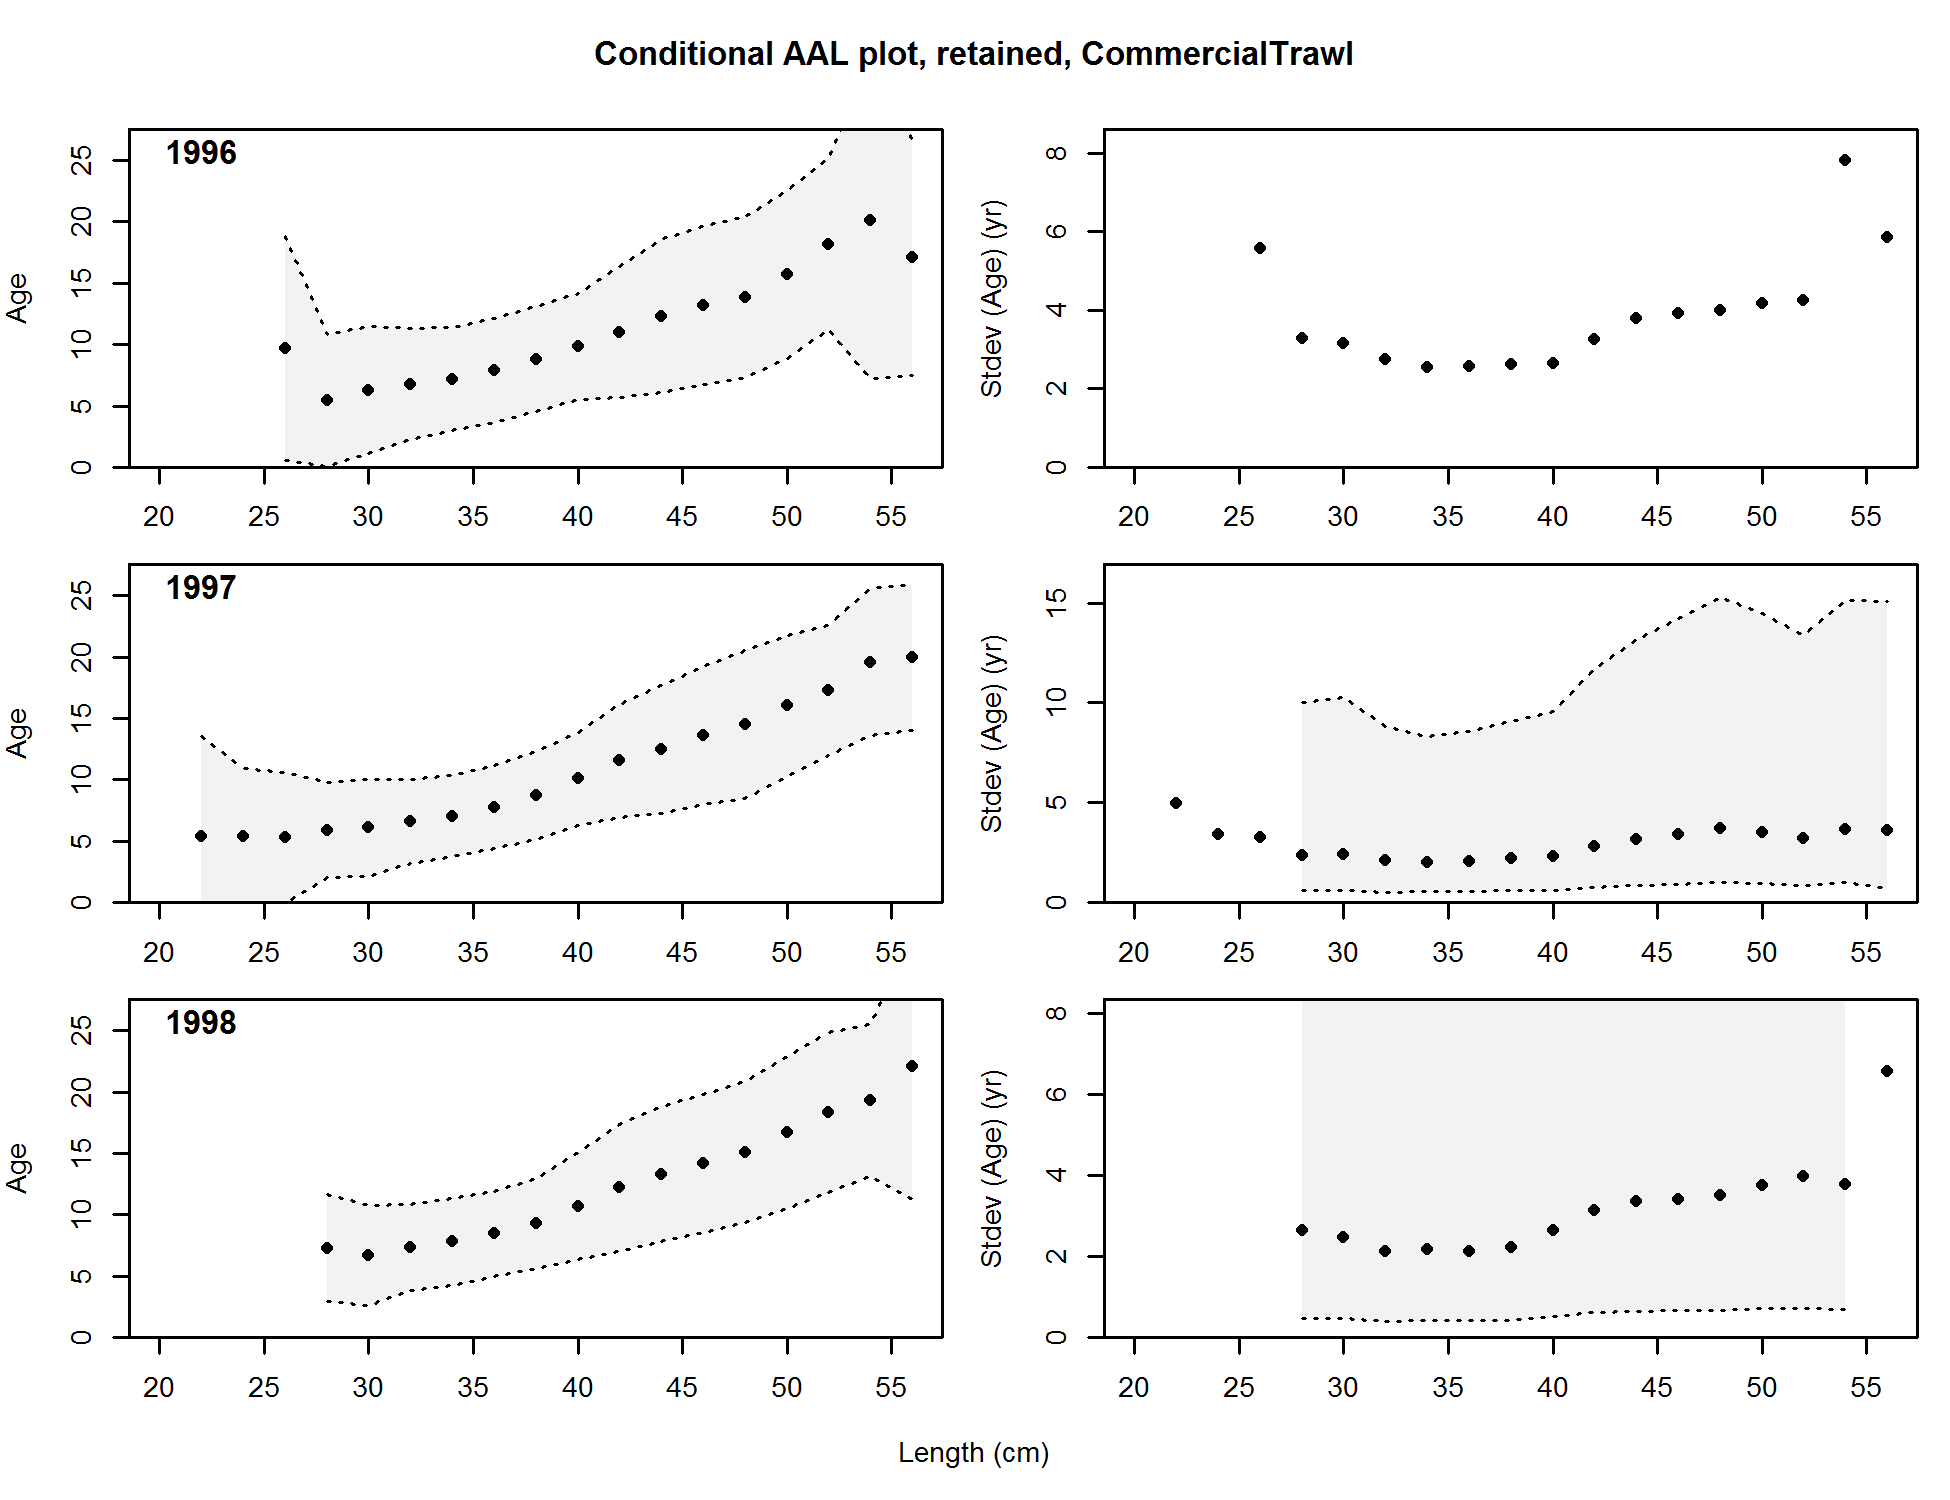 Conditional AAL plot, retained, CommercialTrawl
1996
Age
0 5 10 15 20 25
20 25 30 35 40 45 50 55
Stdev (Age) (yr)
0 2 4 6 8
20 25 30 35 40 45 50 55
1997
Age
0 5 10 15 20 25
20 25 30 35 40 45 50 55
Stdev (Age) (yr)
0 5 10 15
20 25 30 35 40 45 50 55
1998
Age
0 5 10 15 20 25
20 25 30 35 40 45 50 55
Stdev (Age) (yr)
0 2 4 6 8
20 25 30 35 40 45 50 55
Length (cm)